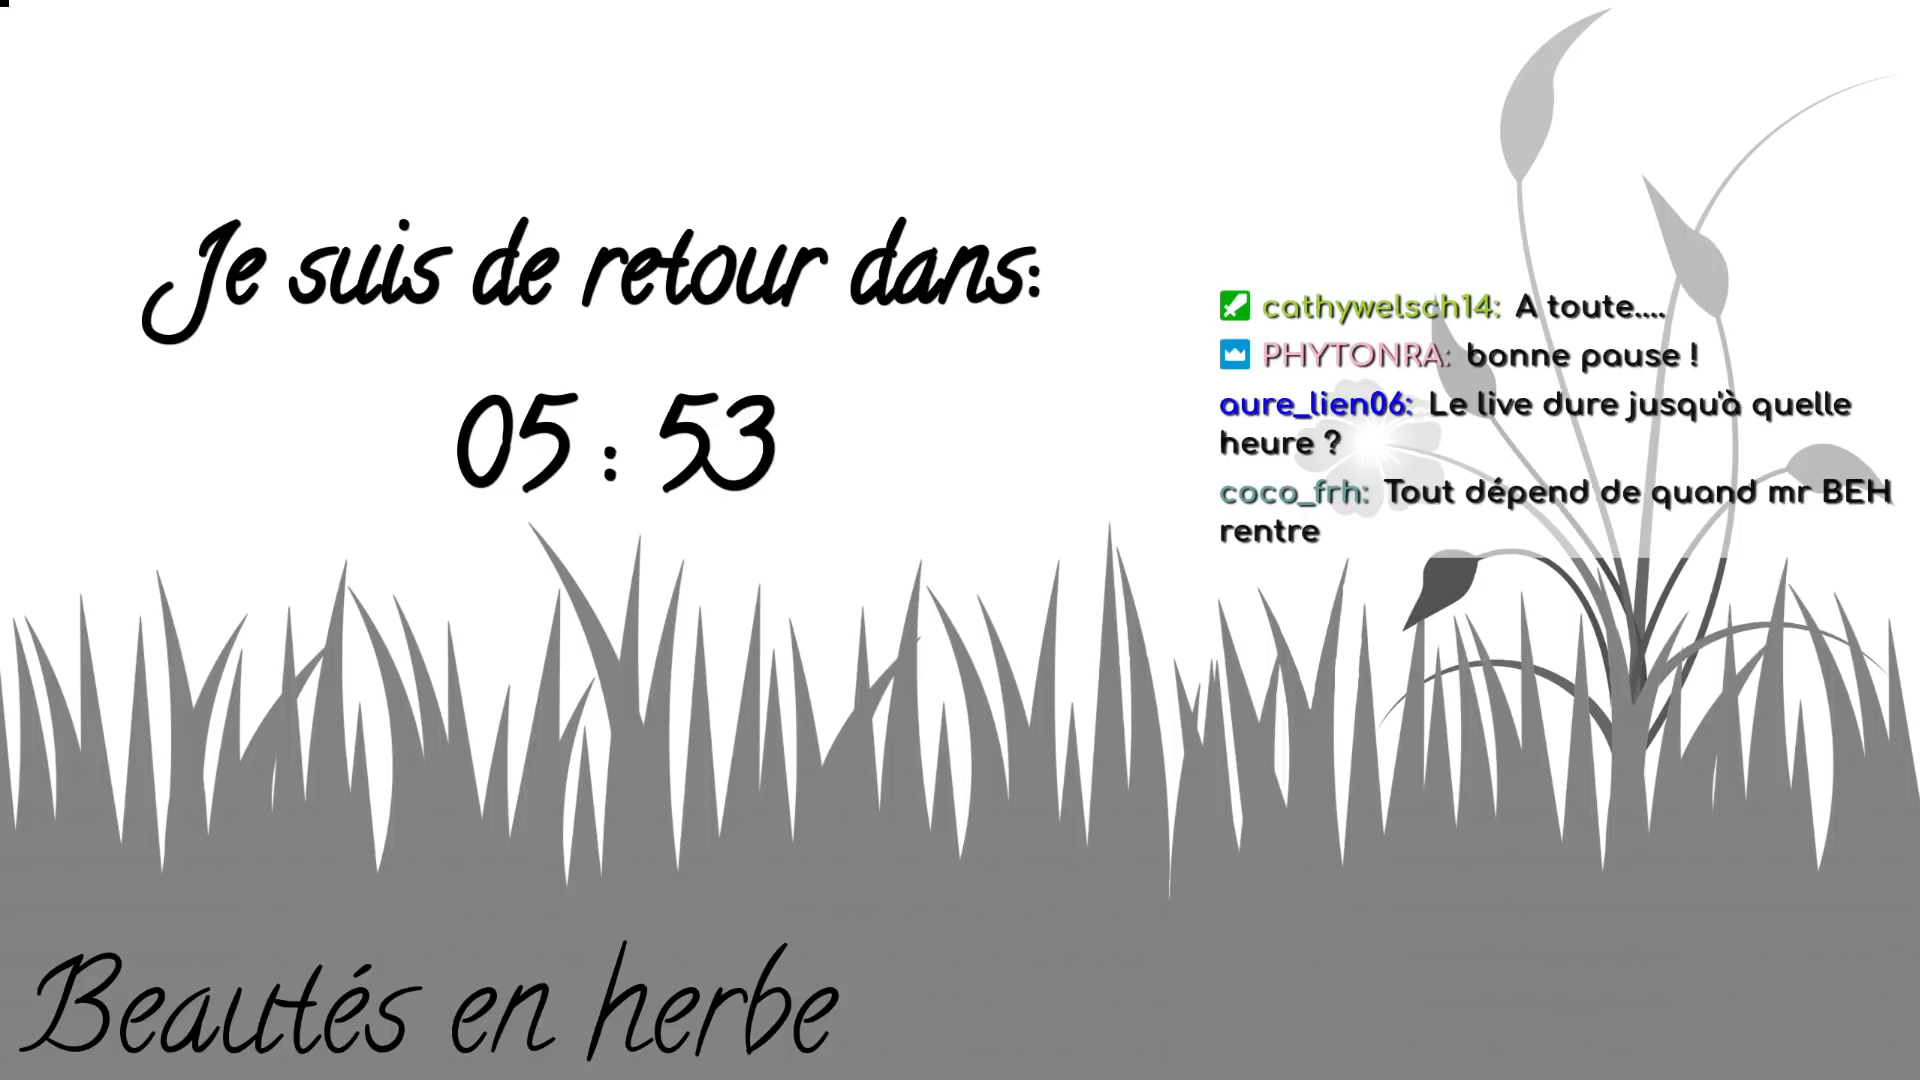 Je suis de retour dans:
05 : 53
cathywelsch14: A toute....
PHYTONRA: bonne pause !
aure_lien06: Le live dure jusqu'à quelle
heure ?
coco_frh: Tout dépend de quand mr BEH
rentre
Beautés en herbe